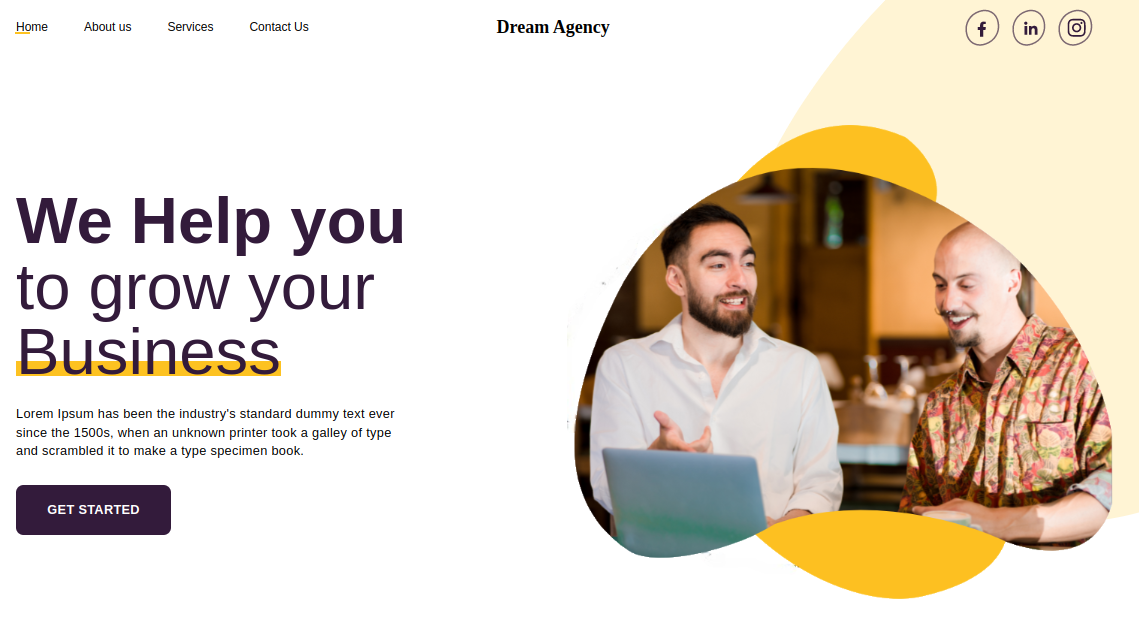 Home About us Services Contact Us Dream Agency
We Help you
to grow your
Business
Lorem Ipsum has been the industry's standard dummy text ever
since the 1500s, when an unknown printer took a galley of type
and scrambled it to make a type specimen book.
GET STARTED